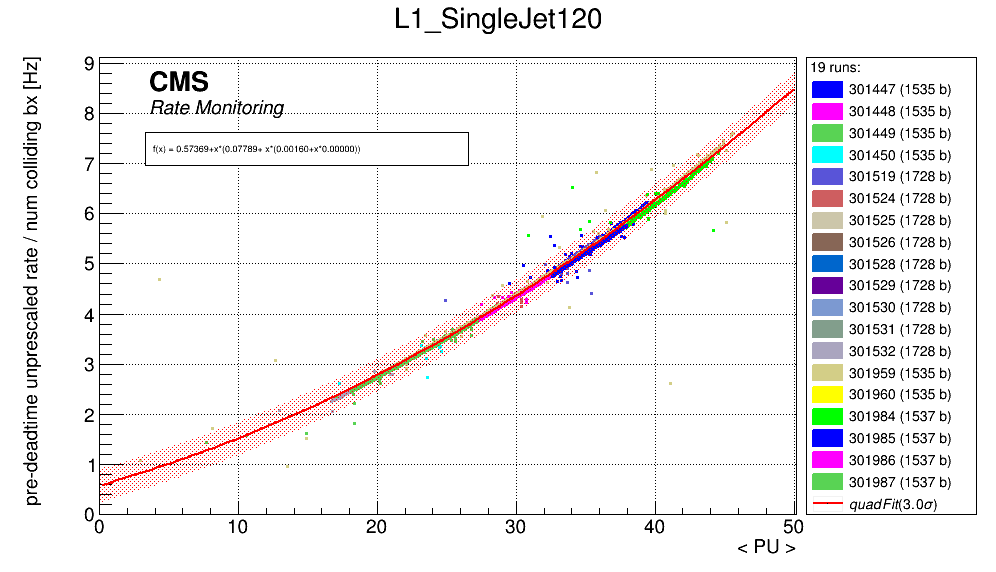 L1_SingleJet120
pre-deadtime unprescaled rate / num colliding bx [Hz]
9
8
7
6
5
4
3
2
1
0
CMS
Rate Monitoring
f(x) = 0.57369+x*(0.07789+ x*(0.00160+x*0.00000))
0 10 20 30 40 50
< PU >
19 runs:
301447 (1535 b)
301448 (1535 b)
301449 (1535 b)
301450 (1535 b)
301519 (1728 b)
301524 (1728 b)
301525 (1728 b)
301526 (1728 b)
301528 (1728 b)
301529 (1728 b)
301530 (1728 b)
301531 (1728 b)
301532 (1728 b)
301959 (1535 b)
301960 (1535 b)
301984 (1537 b)
301985 (1537 b)
301986 (1537 b)
301987 (1537 b)
quadFit(3.0σ)